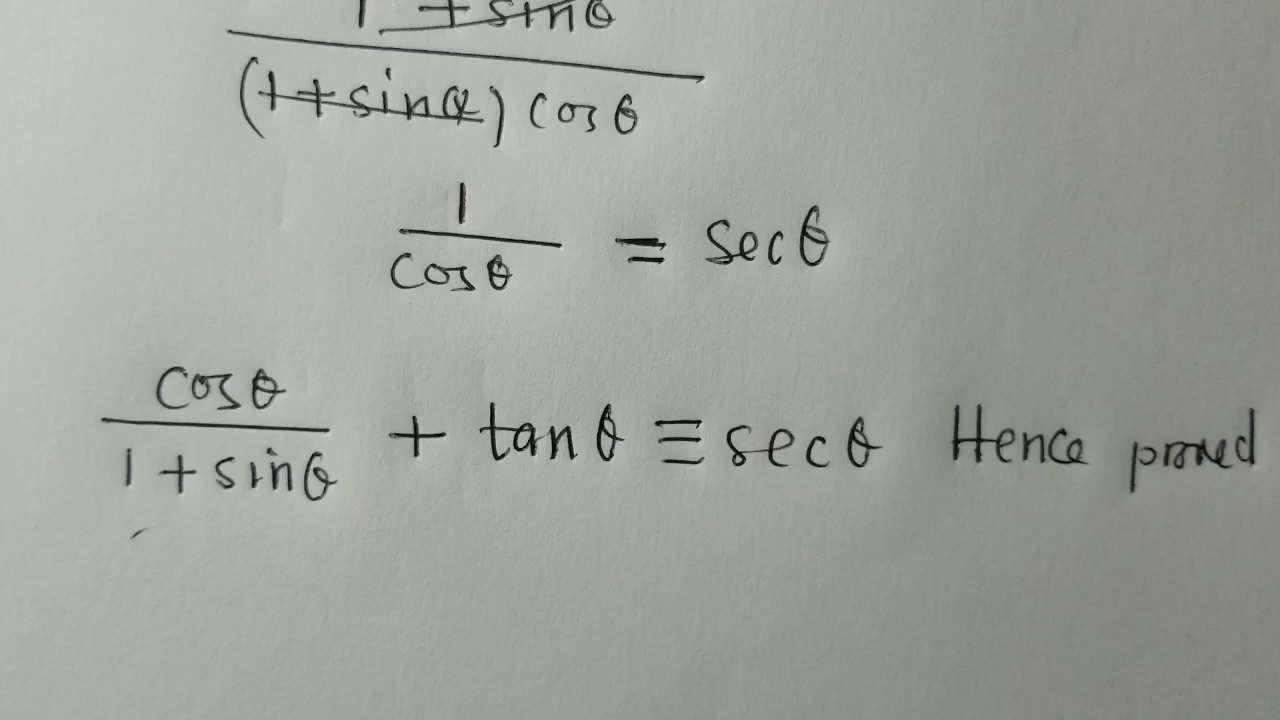 1 + sinθ
(1+sinθ) cosθ
1
cosθ = secθ
cosθ
1 + sinθ + tanθ ≡ secθ Hence proved